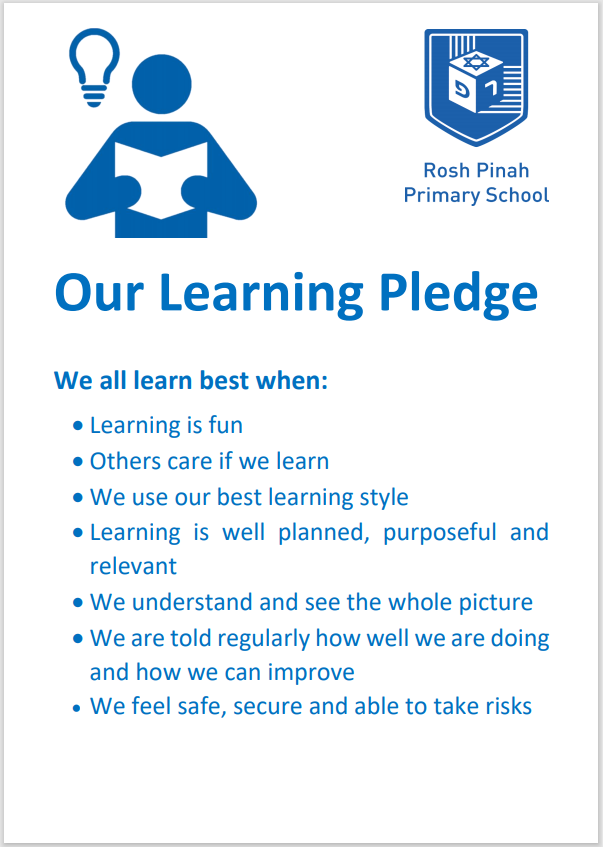 ר
פ
Rosh Pinah
Primary School
Our Learning Pledge
We all learn best when:
• Learning is fun
• Others care if we learn
• We use our best learning style
• Learning is well planned, purposeful and
relevant
• We understand and see the whole picture
• We are told regularly how well we are doing
and how we can improve
• We feel safe, secure and able to take risks